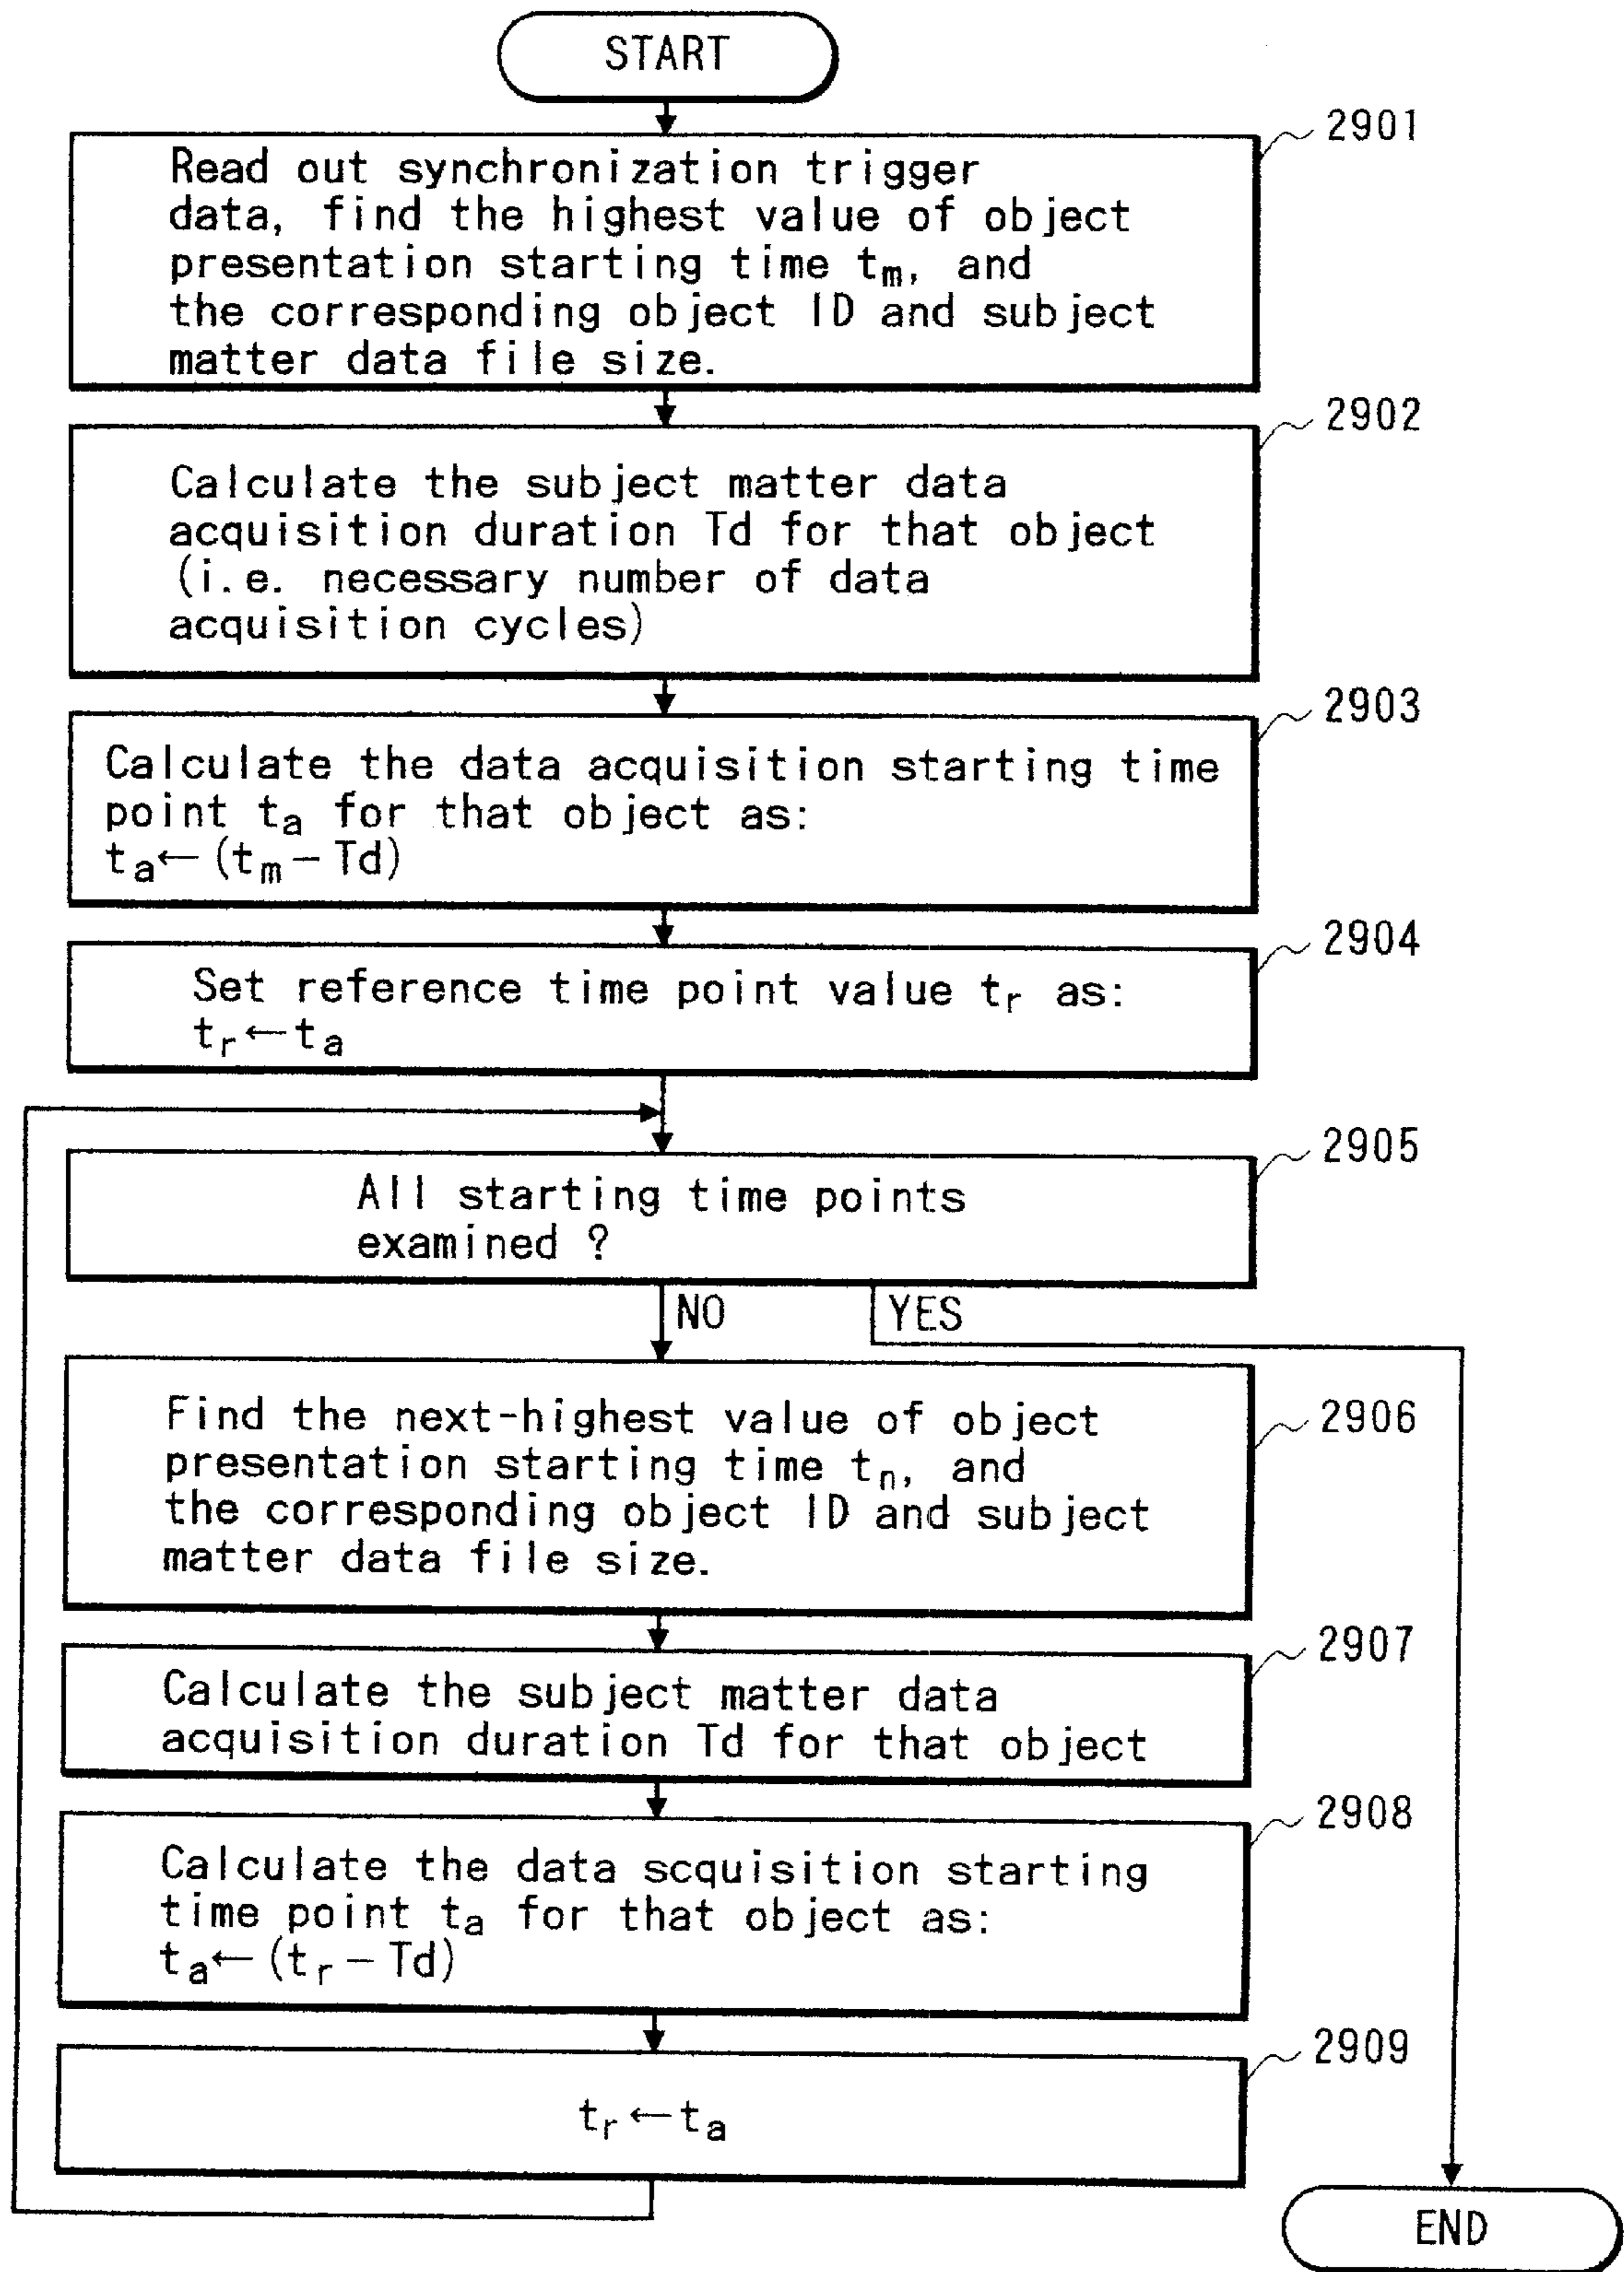 START
2901
Read out synchronization trigger
data, find the highest value of object
presentation starting time tm, and
the corresponding object ID and subject
matter data file size.
2902
Calculate the subject matter data
acquisition duration Td for that object
(i.e. necessary number of data
acquisition cycles)
2903
Calculate the data acquisition starting time
point ta for that object as:
ta←(tm−Td)
2904
Set reference time point value tr as:
tr←ta
2905
All starting time points
examined ?
NO
YES
2906
Find the next-highest value of object
presentation starting time tn, and
the corresponding object ID and subject
matter data file size.
2907
Calculate the subject matter data
acquisition duration Td for that object
2908
Calculate the data scquisition starting
time point ta for that object as:
ta←(tr−Td)
2909
tr←ta
END